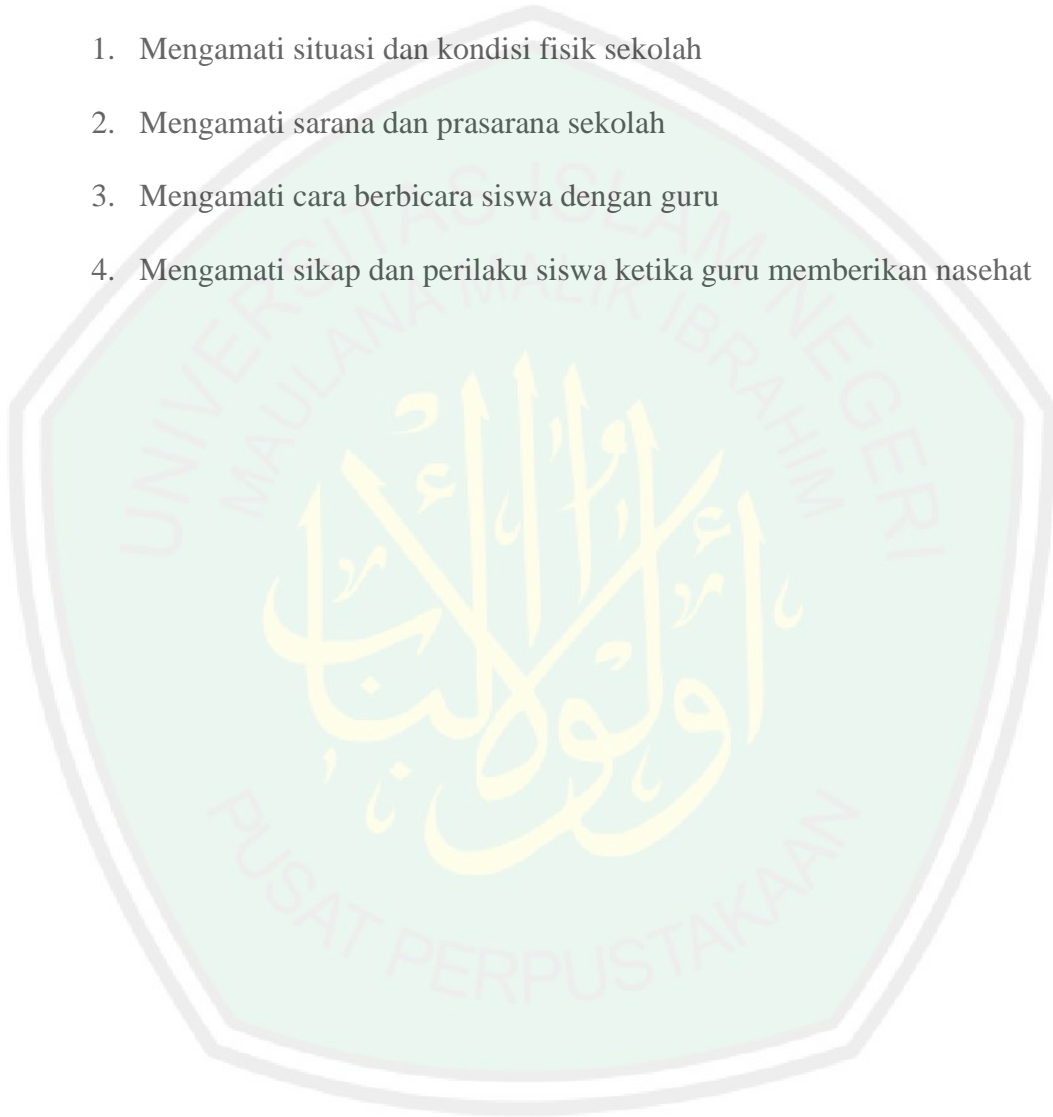 1. Mengamati situasi dan kondisi fisik sekolah
2. Mengamati sarana dan prasarana sekolah
3. Mengamati cara berbicara siswa dengan guru
4. Mengamati sikap dan perilaku siswa ketika guru memberikan nasehat
UNIVERSITAS ISLAM NEGERI
MAULANA MALIK IBRAHIM
أولوا الألباب
PUSAT PERPUSTAKAAN